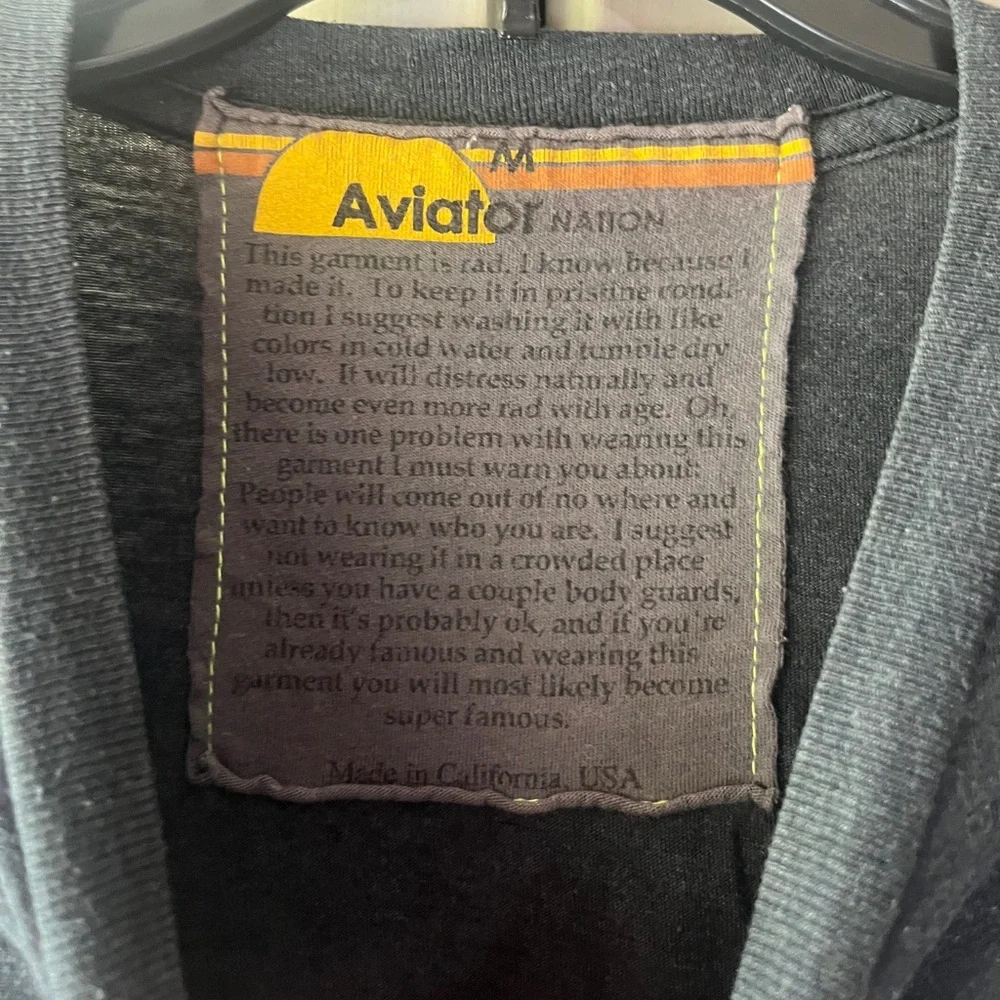 M
Aviator NATION
This garment is rad. I know because I
made it. To keep it in pristine condi-
tion I suggest washing it with like
colors in cold water and tumble dry
low. It will distress naturally and
become even more rad with age. Oh,
there is one problem with wearing this
garment I must warn you about:
People will come out of no where and
want to know who you are. I suggest
not wearing it in a crowded place
unless you have a couple body guards,
then it's probably ok, and if you're
already famous and wearing this
garment you will most likely become
super famous.
Made in California, USA